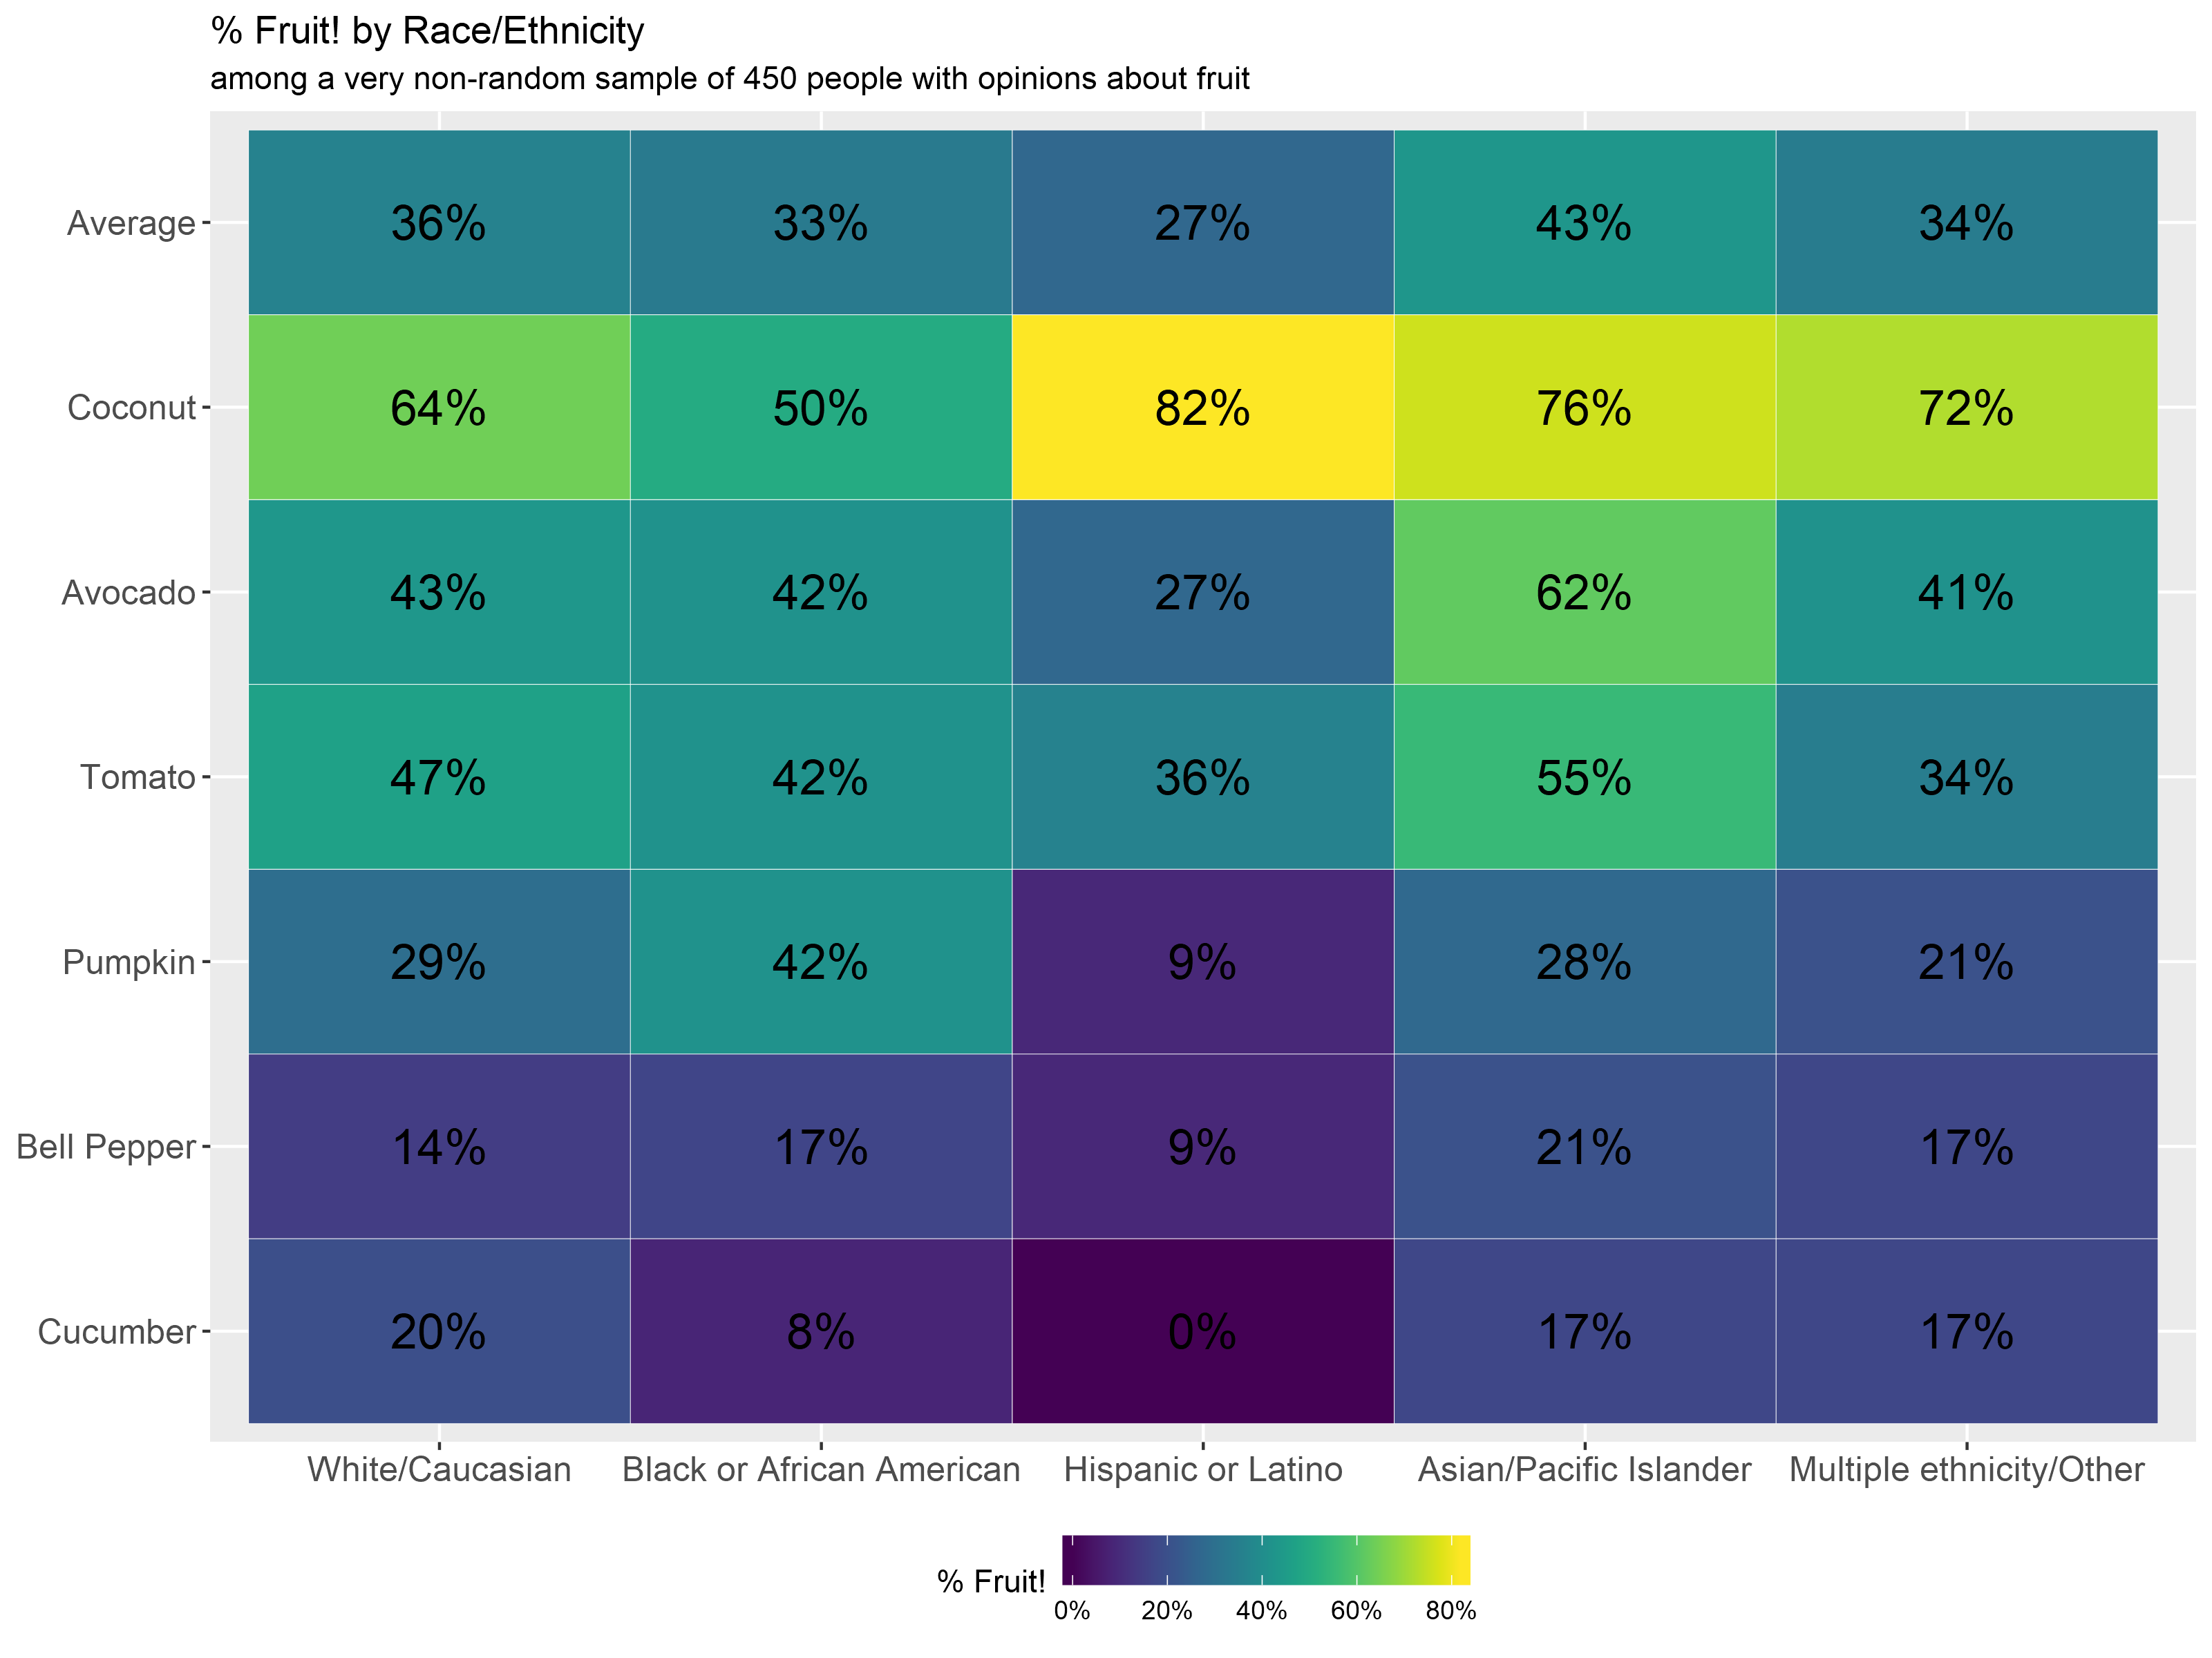 % Fruit! by Race/Ethnicity
among a very non-random sample of 450 people with opinions about fruit
Average 36% 33% 27% 43% 34%
Coconut 64% 50% 82% 76% 72%
Avocado 43% 42% 27% 62% 41%
Tomato 47% 42% 36% 55% 34%
Pumpkin 29% 42% 9% 28% 21%
Bell Pepper 14% 17% 9% 21% 17%
Cucumber 20% 8% 0% 17% 17%
White/Caucasian Black or African American Hispanic or Latino Asian/Pacific Islander Multiple ethnicity/Other
% Fruit!
0% 20% 40% 60% 80%